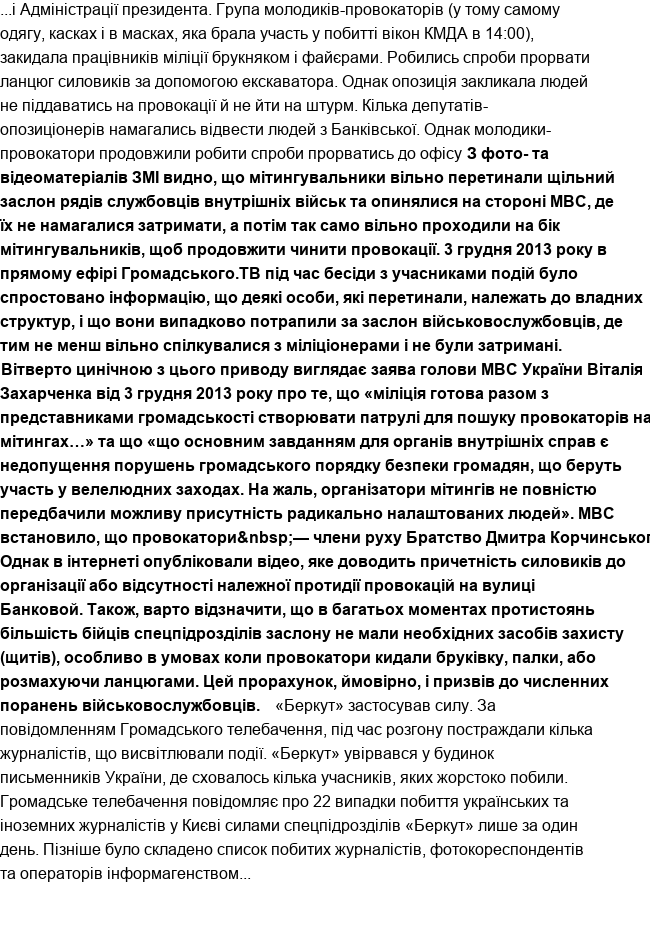 ...і Адміністрації президента. Група молодиків-провокаторів (у тому самому
одягу, касках і в масках, яка брала участь у побитті вікон КМДА в 14:00),
закидала працівників міліції брукняком і файєрами. Робились спроби прорвати
ланцюг силовиків за допомогою екскаватора. Однак опозиція закликала людей
не піддаватись на провокації й не йти на штурм. Кілька депутатів-
опозиціонерів намагались відвести людей з Банківської. Однак молодики-
провокатори продовжили робити спроби прорватись до офісу З фото- та
відеоматеріалів ЗМІ видно, що мітингувальники вільно перетинали щільний
заслон рядів службовців внутрішніх військ та опинялися на стороні МВС, де
їх не намагалися затримати, а потім так само вільно проходили на бік
мітингувальників, щоб продовжити чинити провокації. 3 грудня 2013 року в
прямому ефірі Громадського.ТВ під час бесіди з учасниками подій було
спростовано інформацію, що деякі особи, які перетинали, належать до владних
структур, і що вони випадково потрапили за заслон військовослужбовців, де
тим не менш вільно спілкувалися з міліціонерами і не були затримані.
Вітверто цинічною з цього приводу виглядає заява голови МВС України Віталія
Захарченка від 3 грудня 2013 року про те, що «міліція готова разом з
представниками громадськості створювати патрулі для пошуку провокаторів на
мітингах…» та що «що основним завданням для органів внутрішніх справ є
недопущення порушень громадського порядку безпеки громадян, що беруть
участь у велелюдних заходах. На жаль, організатори мітингів не повністю
передбачили можливу присутність радикально налаштованих людей». МВС
встановило, що провокатори&nbsp;— члени руху Братство Дмитра
Однак в інтернеті опубліковали відео, яке доводить причетність силовиків до
організації або відсутності належної протидії провокацій на вулиці
Банковой. Також, варто відзначити, що в багатьох моментах протистоянь
більшість бійців спецпідрозділів заслону не мали необхідних засобів захисту
(щитів), особливо в умовах коли провокатори кидали бруківку, палки, або
розмахуючи ланцюгами. Цей прорахунок, ймовірно, і призвів до численних
поранень військовослужбовців. «Беркут» застосував силу. За
повідомленням Громадського телебачення, під час розгону постраждали кілька
журналістів, що висвітлювали події. «Беркут» увірвався у будинок
письменників України, де сховалось кілька учасників, яких жорстоко побили.
Громадське телебачення повідомляє про 22 випадки побиття українських та
іноземних журналістів у Києві силами спецпідрозділів «Беркут» лише за один
день. Пізніше було складено список побитих журналістів, фотокореспондентів
та операторів інформагенством...